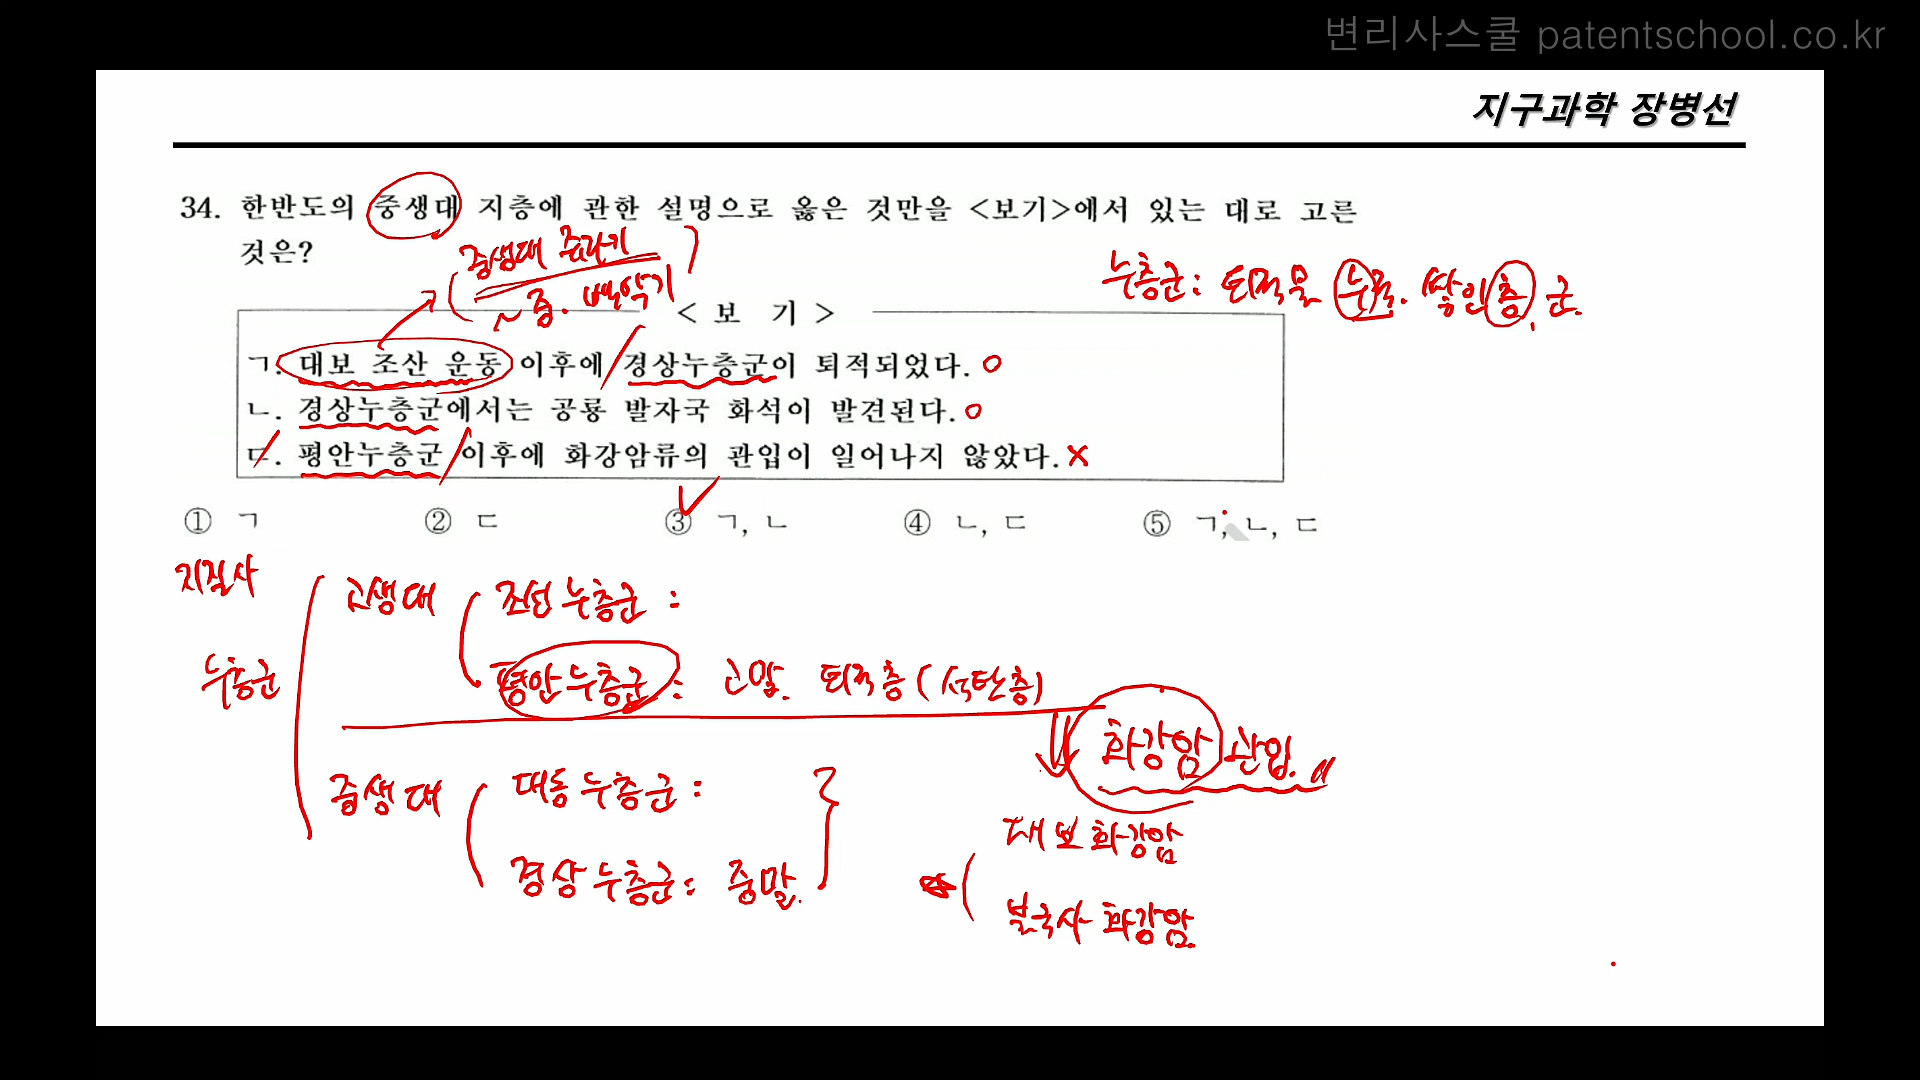 변리사스쿨 patentschool.co.kr
지구과학 장병선
34. 한반도의 중생대 지층에 관한 설명으로 옳은 것만을 <보기>에서 있는 대로 고른
것은?
중생대 쥬라기
~ 중. 백악기
누층군: 퇴적물 누쪽. 쌓인 층, 군.
< 보 기 >
ㄱ. 대보 조산 운동 이후에 경상누층군이 퇴적되었다. O
ㄴ. 경상누층군에서는 공룡 발자국 화석이 발견된다. O
ㄷ. 평안누층군 이후에 화강암류의 관입이 일어나지 않았다. X
① ㄱ ② ㄷ ③ ㄱ, ㄴ ④ ㄴ, ㄷ ⑤ ㄱ, ㄴ, ㄷ
지질사
누층군
고생대
조선누층군:
평안누층군: 고말. 퇴적층 (석탄층)
화강암 관입.
중생대
대동누층군:
경상누층군: 중말.
대보화강암
불국사 화강암